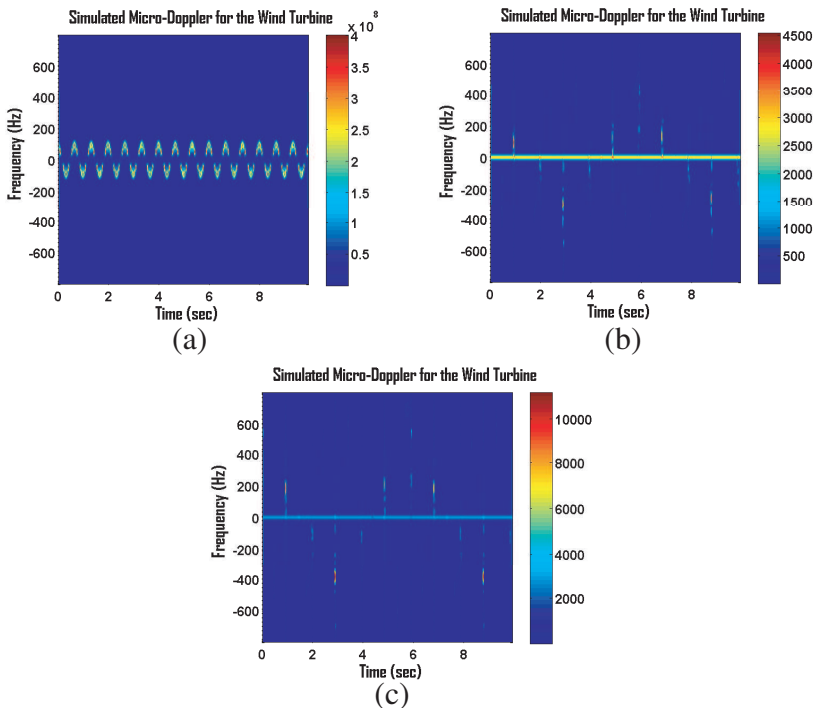 Simulated Micro-Doppler for the Wind Turbine
x 10^8
800
600
400
200
0
-200
-400
-600
Frequency (Hz)
0 2 4 6 8
Time (sec)
4
3.5
3
2.5
2
1.5
1
0.5
(a)
Simulated Micro-Doppler for the Wind Turbine
600
400
200
0
-200
-400
-600
Frequency (Hz)
0 2 4 6 8
Time (sec)
4500
4000
3500
3000
2500
2000
1500
1000
500
(b)
Simulated Micro-Doppler for the Wind Turbine
600
400
200
0
-200
-400
-600
Frequency (Hz)
0 2 4 6 8
Time (sec)
10000
8000
6000
4000
2000
(c)